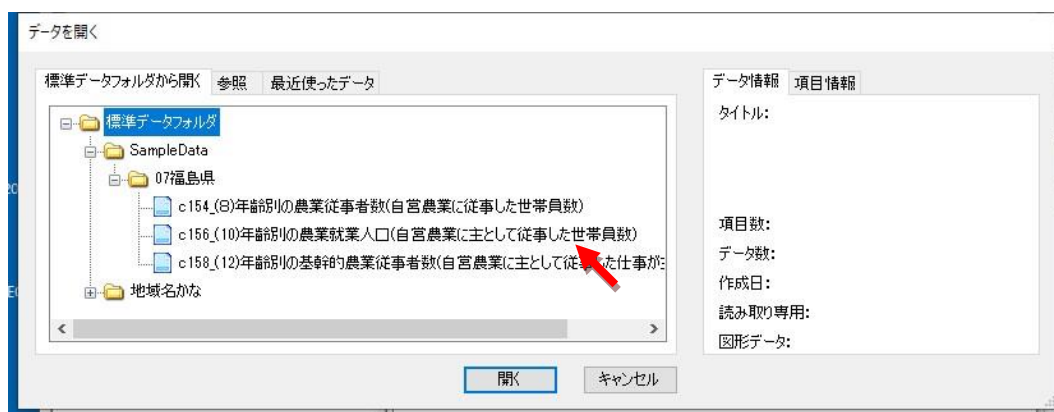 データを開く
標準データフォルダから開く 参照 最近使ったデータ
標準データフォルダ
SampleData
07福島県
c154_(8)年齢別の農業従事者数(自営農業に従事した世帯員数)
c156_(10)年齢別の農業就業人口(自営農業に主として従事した世帯員数)
c158_(12)年齢別の基幹的農業従事者数(自営農業に主として従事した仕事が
地域名かな
データ情報 項目情報
タイトル:
項目数:
データ数:
作成日:
読み取り専用:
図形データ:
開く キャンセル